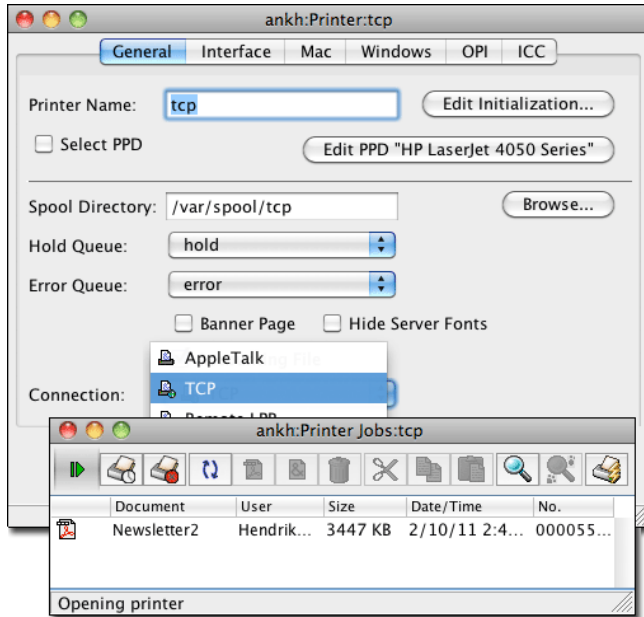 ankh:Printer:tcp
General Interface Mac Windows OPI ICC
Printer Name: tcp Edit Initialization...
Select PPD Edit PPD "HP LaserJet 4050 Series"
Spool Directory: /var/spool/tcp Browse...
Hold Queue: hold
Error Queue: error
Banner Page Hide Server Fonts
AppleTalk File
Connection: TCP
ankh:Printer Jobs:tcp
Document User Size Date/Time No.
Newsletter2 Hendrik... 3447 KB 2/10/11 2:4... 000055...
Opening printer